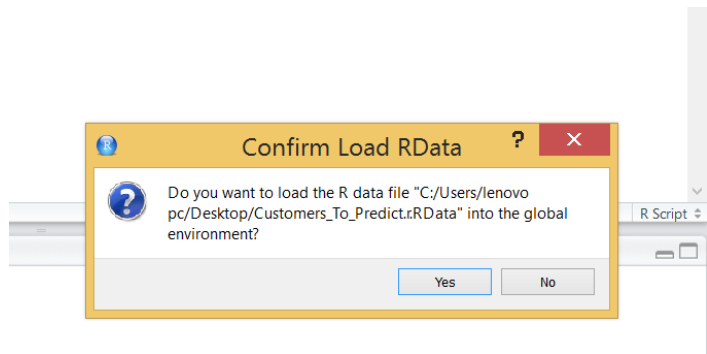 Confirm Load RData
Do you want to load the R data file "C:/Users/lenovo
pc/Desktop/Customers_To_Predict.r.RData" into the global
environment?
R Script
Yes
No